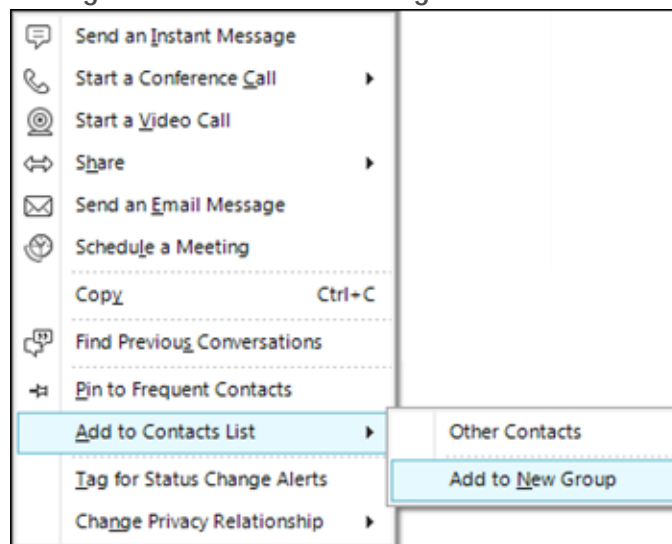 Send an Instant Message
Start a Conference Call
Start a Video Call
Share
Send an Email Message
Schedule a Meeting
Copy Ctrl+C
Find Previous Conversations
Pin to Frequent Contacts
Add to Contacts List
Other Contacts
Tag for Status Change Alerts
Add to New Group
Change Privacy Relationship